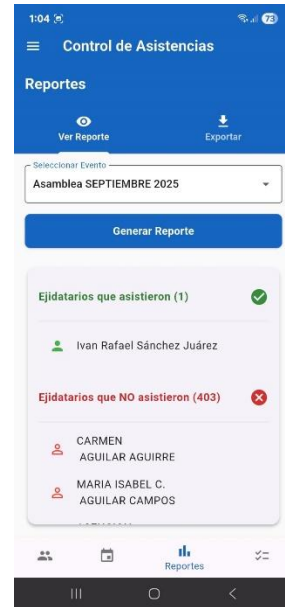 1:04
73
Control de Asistencias
Reportes
Ver Reporte
Exportar
Seleccionar Evento
Asamblea SEPTIEMBRE 2025
Generar Reporte
Ejidatarios que asistieron (1)
Ivan Rafael Sánchez Juárez
Ejidatarios que NO asistieron (403)
CARMEN
AGUILAR AGUIRRE
MARIA ISABEL C.
AGUILAR CAMPOS
Reportes